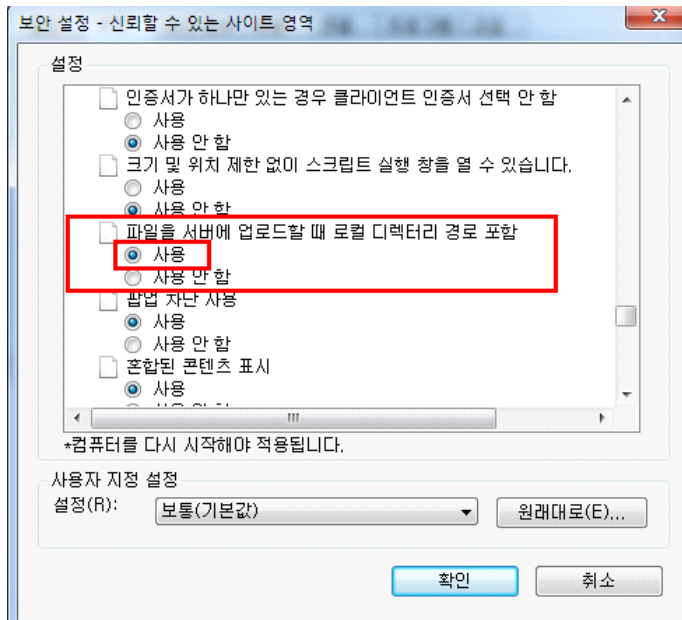 보안 설정 - 신뢰할 수 있는 사이트 영역
설정
인증서가 하나만 있는 경우 클라이언트 인증서 선택 안 함
사용
사용 안 함
크기 및 위치 제한 없이 스크립트 실행 창을 열 수 있습니다.
사용
사용 안 함
파일을 서버에 업로드할 때 로컬 디렉터리 경로 포함
사용
사용 안 함
팝업 차단 사용
사용
사용 안 함
혼합된 콘텐츠 표시
사용
*컴퓨터를 다시 시작해야 적용됩니다.
사용자 지정 설정
설정(R):
보통(기본값)
원래대로(E)...
확인
취소